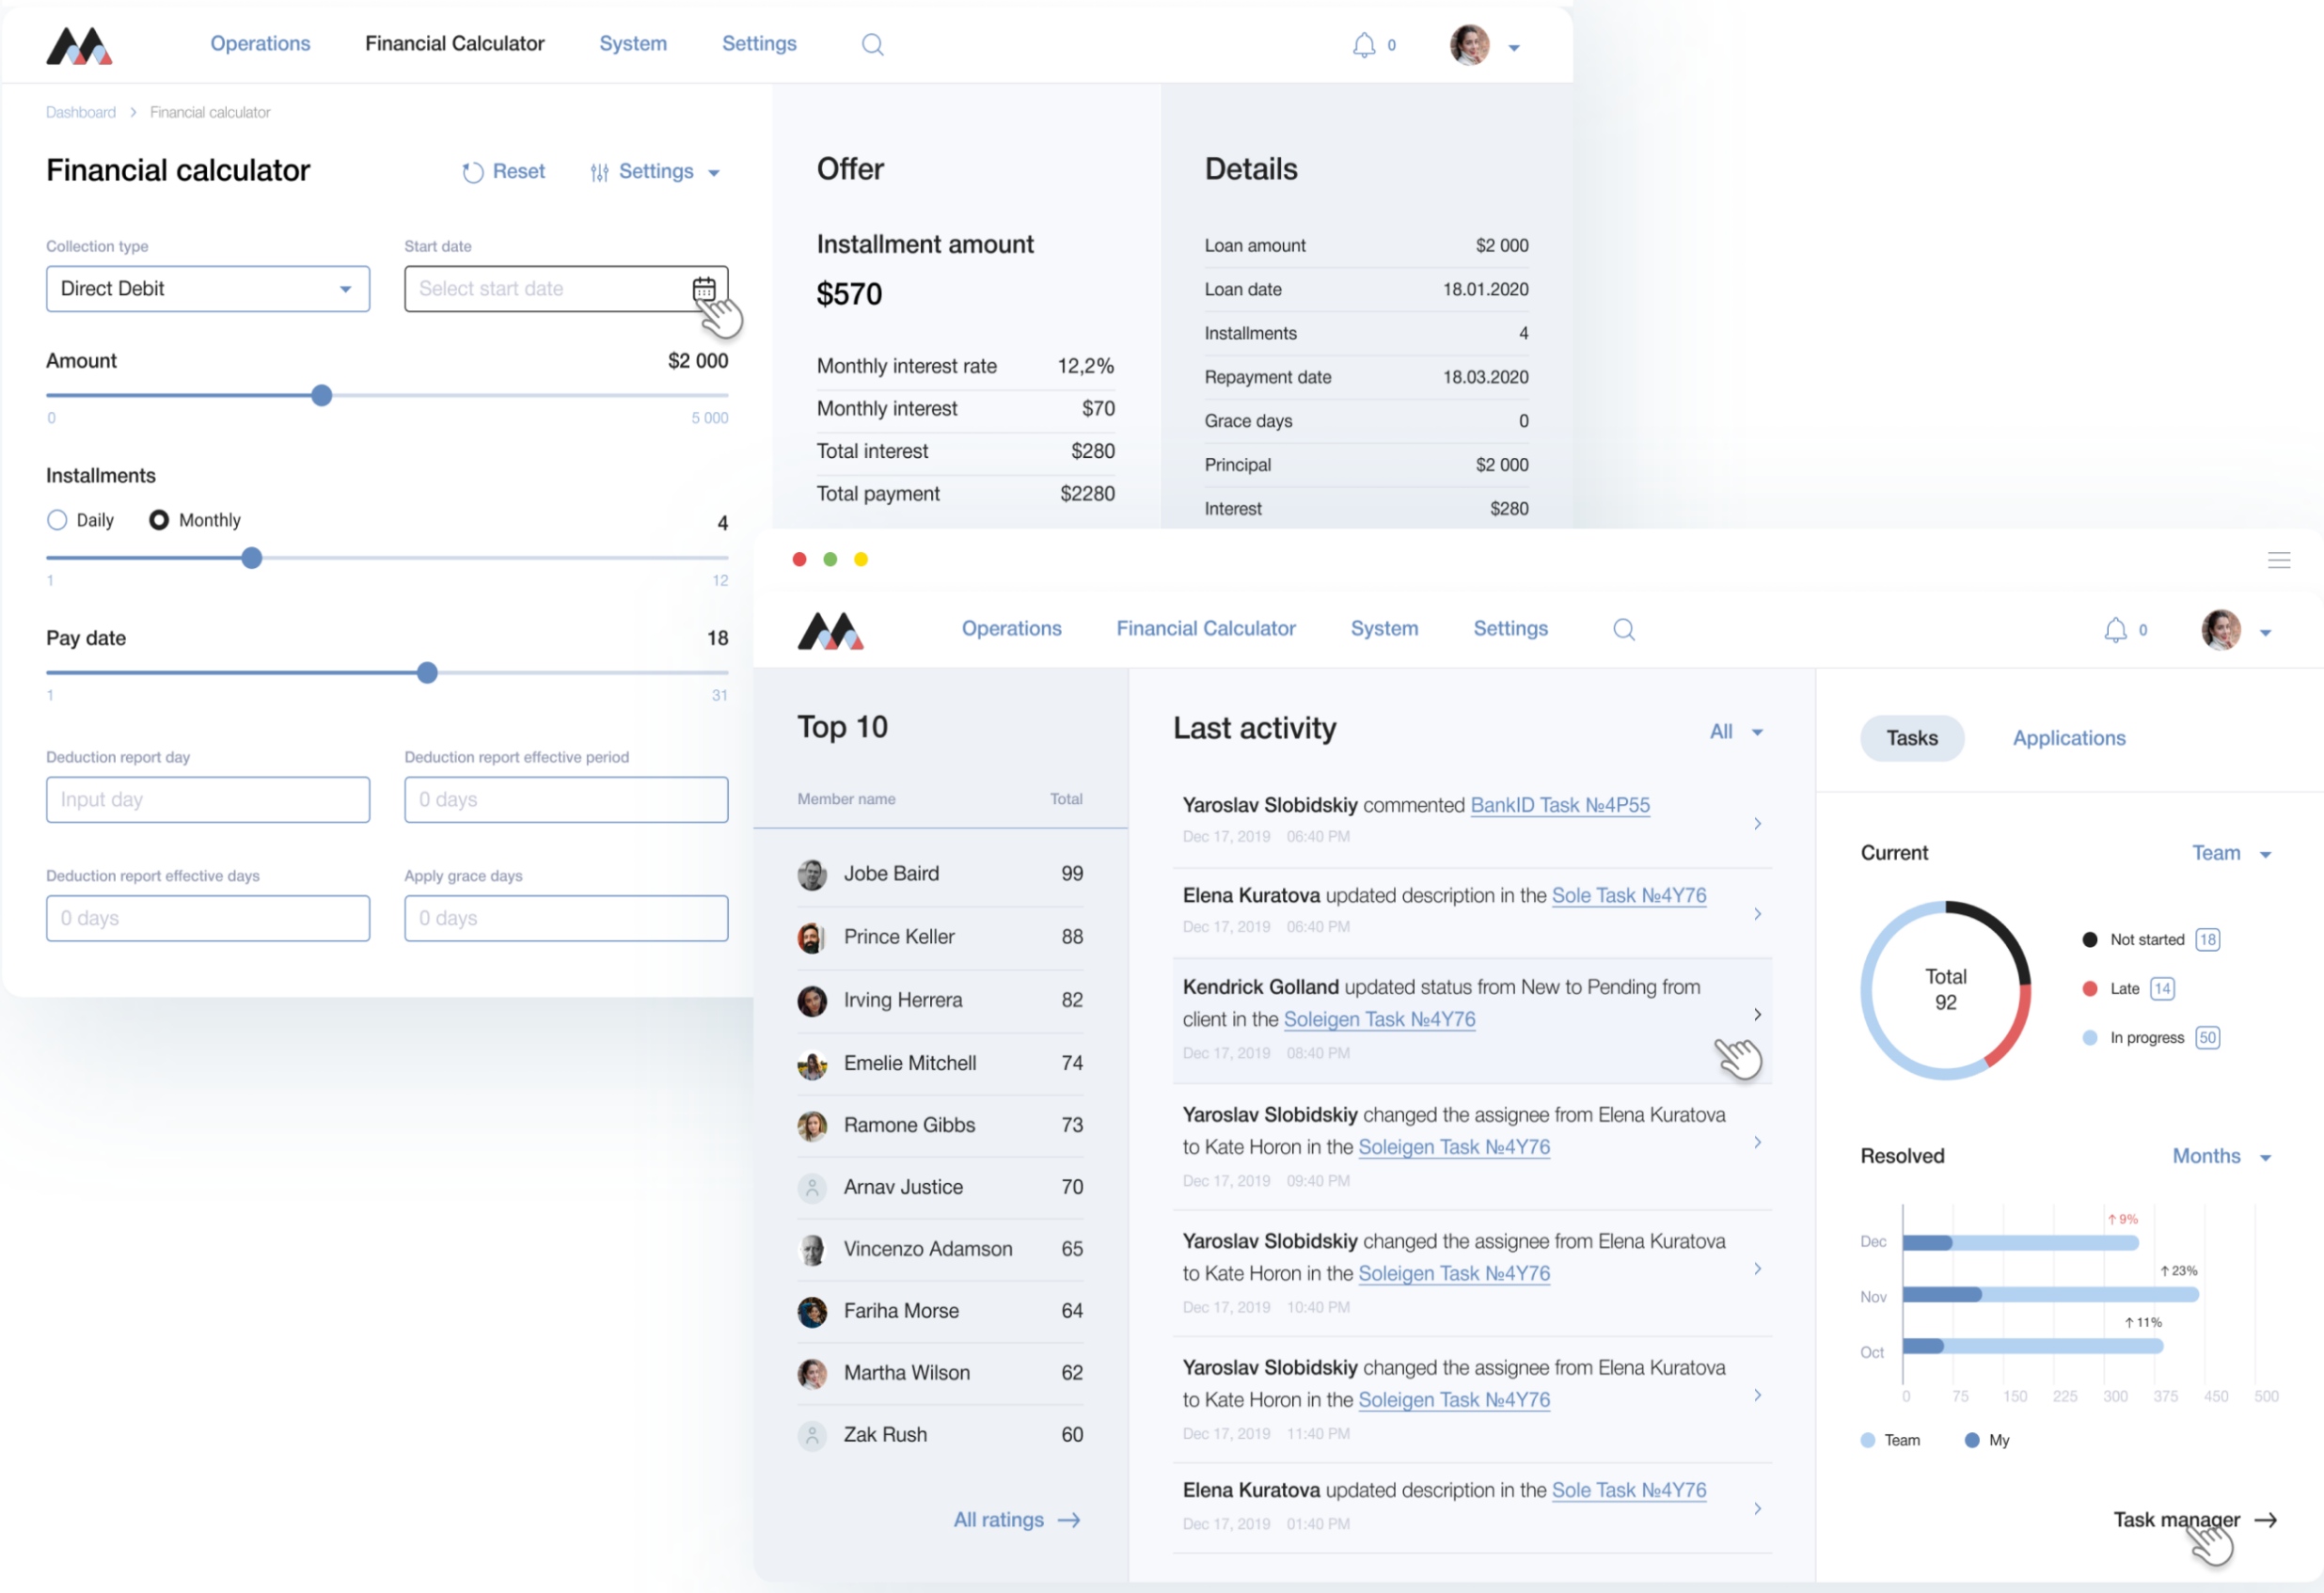 Operations Financial Calculator System Settings 0
Dashboard > Financial calculator
Financial calculator Reset Settings
Collection type Start date
Direct Debit Select start date
Amount $2 000
0 5 000
Installments
Daily Monthly 4
1 12
Pay date 18
1 31
Deduction report day Deduction report effective period
Input day 0 days
Deduction report effective days Apply grace days
0 days 0 days
Offer
Installment amount
$570
Monthly interest rate 12,2%
Monthly interest $70
Total interest $280
Total payment $2280
Details
Loan amount $2 000
Loan date 18.01.2020
Installments 4
Repayment date 18.03.2020
Grace days 0
Principal $2 000
Interest $280
Operations Financial Calculator System Settings 0
Top 10
Member name Total
Jobe Baird 99
Prince Keller 88
Irving Herrera 82
Emelie Mitchell 74
Ramone Gibbs 73
Arnav Justice 70
Vincenzo Adamson 65
Fariha Morse 64
Martha Wilson 62
Zak Rush 60
All ratings →
Last activity All
Yaroslav Slobidskiy commented BankID Task №4P55
Dec 17, 2019 06:40 PM
Elena Kuratova updated description in the Sole Task №4Y76
Dec 17, 2019 06:40 PM
Kendrick Golland updated status from New to Pending from
client in the Soleigen Task №4Y76
Dec 17, 2019 08:40 PM
Yaroslav Slobidskiy changed the assignee from Elena Kuratova
to Kate Horon in the Soleigen Task №4Y76
Dec 17, 2019 09:40 PM
Yaroslav Slobidskiy changed the assignee from Elena Kuratova
to Kate Horon in the Soleigen Task №4Y76
Dec 17, 2019 10:40 PM
Yaroslav Slobidskiy changed the assignee from Elena Kuratova
to Kate Horon in the Soleigen Task №4Y76
Dec 17, 2019 11:40 PM
Elena Kuratova updated description in the Sole Task №4Y76
Dec 17, 2019 01:40 PM
Tasks Applications
Current Team
Total
92
Not started 18
Late 14
In progress 50
Resolved Months
↑9%
Dec
↑23%
Nov
↑11%
Oct
0 75 150 225 300 375 450 500
Team My
Task manager →